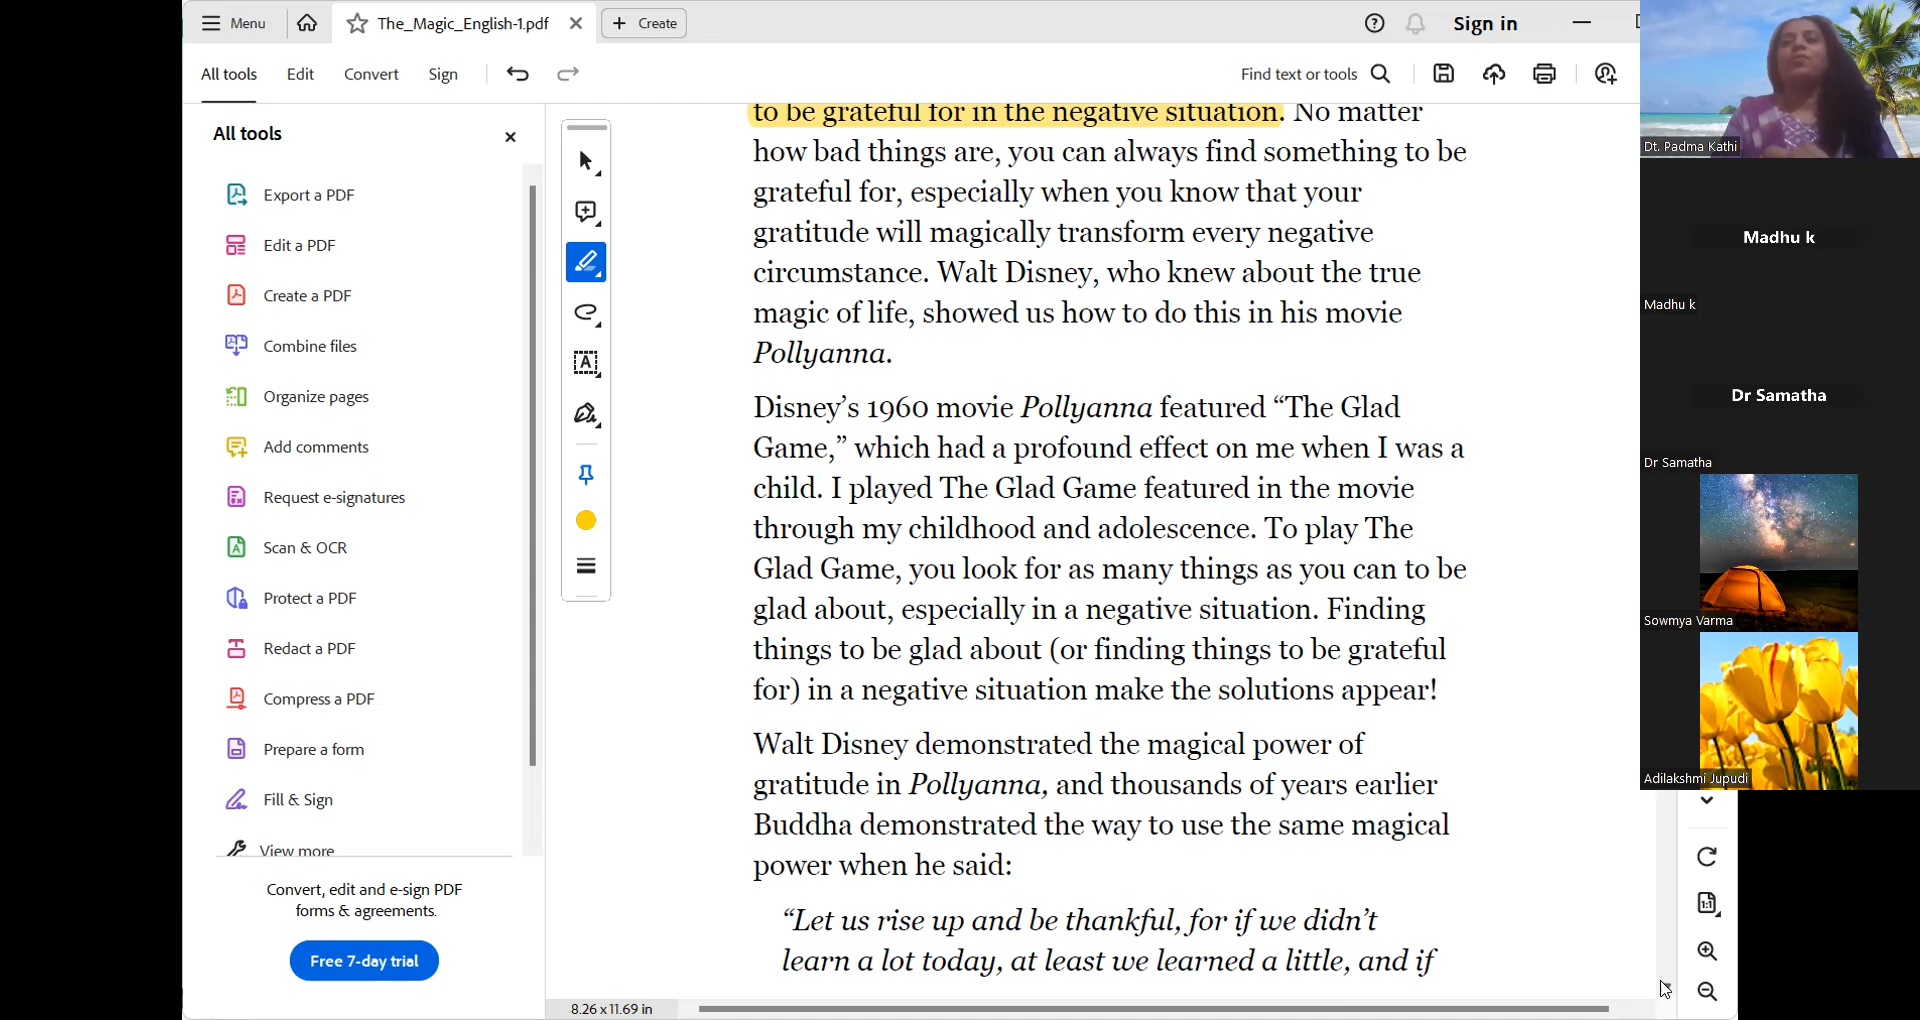 Menu
The_Magic_English-1.pdf
Create
Sign in
All tools
Edit
Convert
Sign
Find text or tools
All tools
Export a PDF
Edit a PDF
Create a PDF
Combine files
Organize pages
Add comments
Request e-signatures
Scan & OCR
Protect a PDF
Redact a PDF
Compress a PDF
Prepare a form
Fill & Sign
View more
Convert, edit and e-sign PDF
forms & agreements.
Free 7-day trial
to be grateful for in the negative situation. No matter
how bad things are, you can always find something to be
grateful for, especially when you know that your
gratitude will magically transform every negative
circumstance. Walt Disney, who knew about the true
magic of life, showed us how to do this in his movie
Pollyanna.
Disney’s 1960 movie Pollyanna featured “The Glad
Game,” which had a profound effect on me when I was a
child. I played The Glad Game featured in the movie
through my childhood and adolescence. To play The
Glad Game, you look for as many things as you can to be
glad about, especially in a negative situation. Finding
things to be glad about (or finding things to be grateful
for) in a negative situation make the solutions appear!
Walt Disney demonstrated the magical power of
gratitude in Pollyanna, and thousands of years earlier
Buddha demonstrated the way to use the same magical
power when he said:
“Let us rise up and be thankful, for if we didn’t
learn a lot today, at least we learned a little, and if
8.26 x 11.69 in
Dt. Padma Kathi
Madhu k
Madhu k
Dr Samatha
Dr Samatha
Sowmya Varma
Adilakshmi Jupudi
1:1